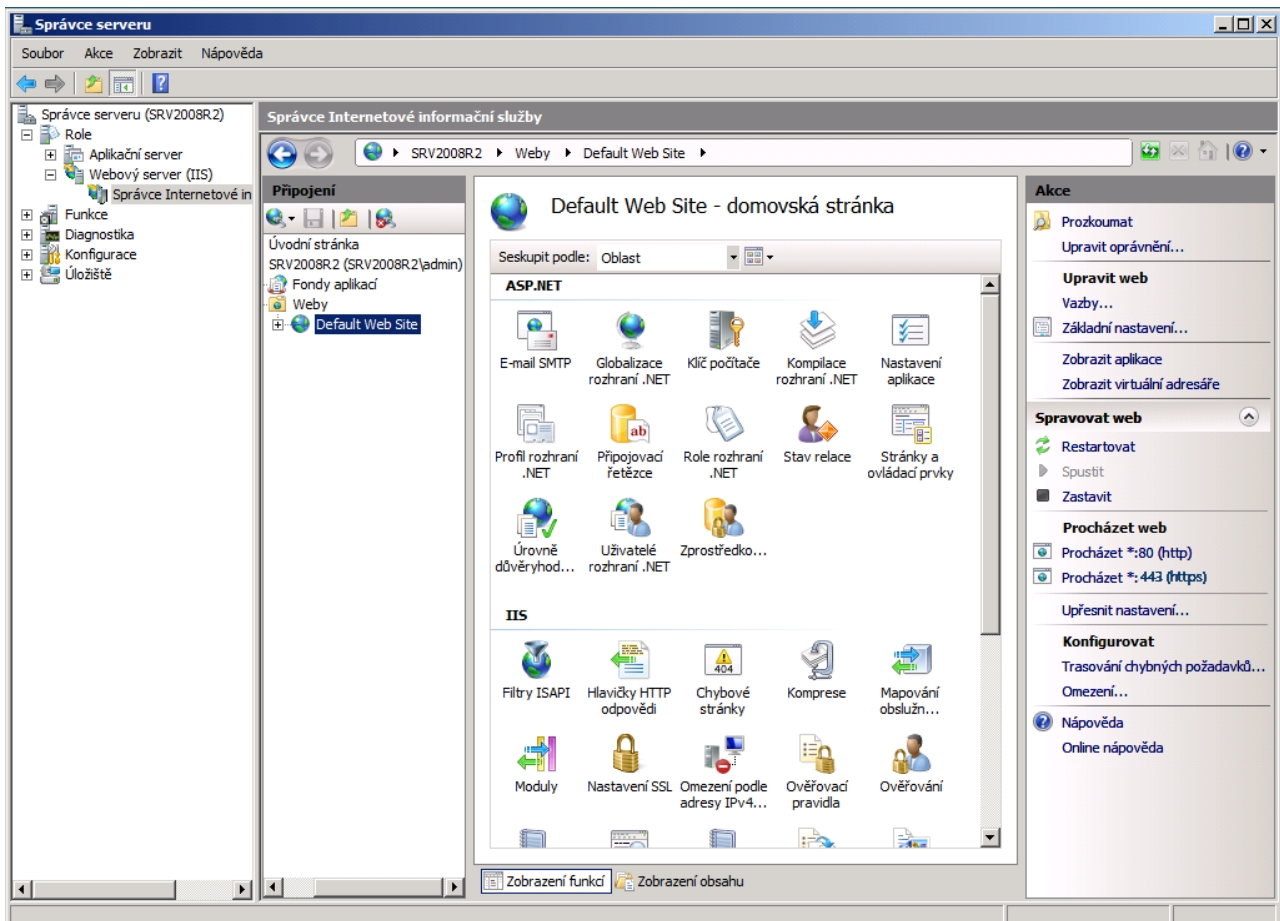 Správce serveru
Soubor Akce Zobrazit Nápověda
Správce serveru (SRV2008R2)
Role
Aplikační server
Webový server (IIS)
Správce Internetové in
Funkce
Diagnostika
Konfigurace
Úložiště
Správce Internetové informační služby
SRV2008R2 Weby Default Web Site
Připojení
Úvodní stránka
SRV2008R2 (SRV2008R2\admin)
Fondy aplikací
Weby
Default Web Site
Default Web Site - domovská stránka
Seskupit podle: Oblast
ASP.NET
E-mail SMTP
Globalizace
rozhraní .NET
Klíč počítače
Kompilace
rozhraní .NET
Nastavení
aplikace
Profil rozhraní
.NET
Připojovací
řetězce
Role rozhraní
.NET
Stav relace
Stránky a
ovládací prvky
Úrovně
důvěryhod...
Uživatelé
rozhraní .NET
Zprostředko...
IIS
Filtry ISAPI
Hlavičky HTTP
odpovědi
404
Chybové
stránky
Komprese
Mapování
obslužn...
Moduly
Nastavení SSL
Omezení podle
adresy IPv4...
Ověřovací
pravidla
Ověřování
Zobrazení funkcí
Zobrazení obsahu
Akce
Prozkoumat
Upravit oprávnění...
Upravit web
Vazby...
Základní nastavení...
Zobrazit aplikace
Zobrazit virtuální adresáře
Spravovat web
Restartovat
Spustit
Zastavit
Procházet web
Procházet *:80 (http)
Procházet *:443 (https)
Upřesnit nastavení...
Konfigurovat
Trasování chybných požadavků...
Omezení...
Nápověda
Online nápověda